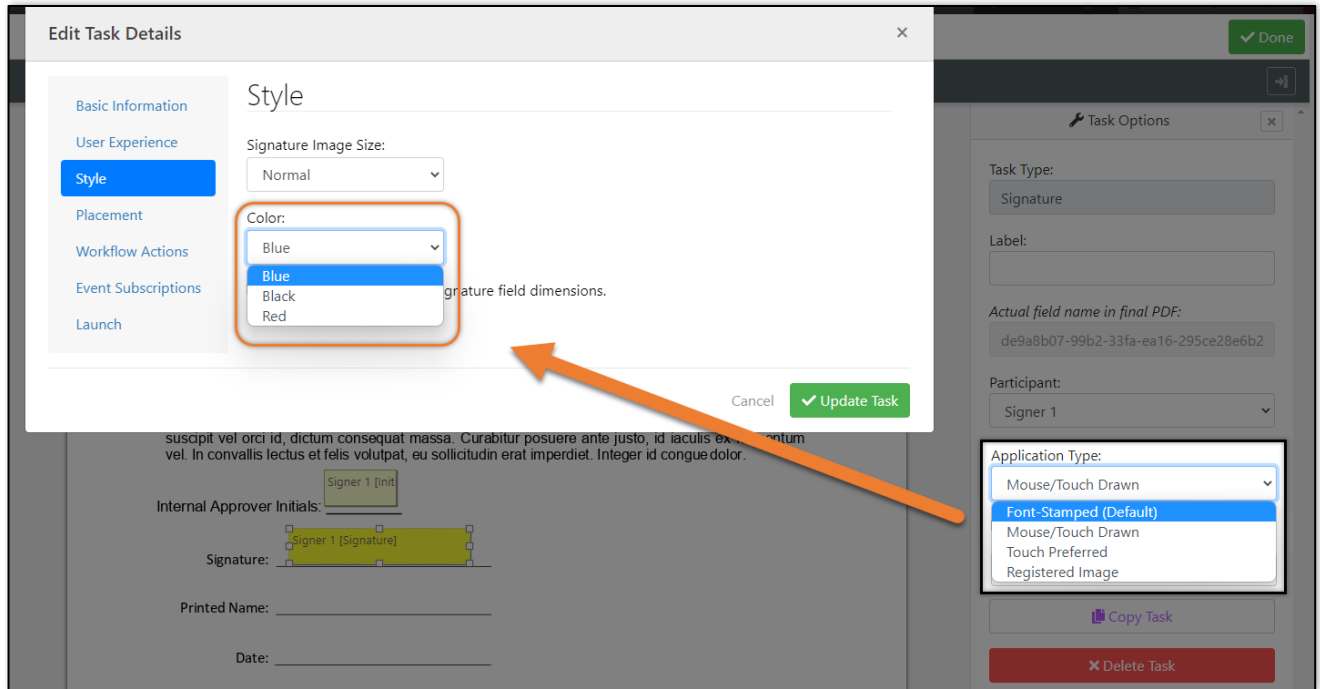 Edit Task Details
×
Done
Basic Information
User Experience
Style
Placement
Workflow Actions
Event Subscriptions
Launch
Style
Signature Image Size:
Normal
Color:
Blue
Blue
Black
Red
gnature field dimensions.
Cancel
Update Task
Task Options
×
Task Type:
Signature
Label:
Actual field name in final PDF:
de9a8b07-99b2-33fa-ea16-295ce28e6b2
Participant:
Signer 1
Application Type:
Mouse/Touch Drawn
Font-Stamped (Default)
Mouse/Touch Drawn
Touch Preferred
Registered Image
Copy Task
Delete Task
suscipit vel orci id, dictum consequat massa. Curabitur posuere ante justo, id iaculis ex
vel. In convallis lectus et felis volutpat, eu sollicitudin erat imperdiet. Integer id congue dolor.
Signer 1 [Init
Internal Approver Initials:
Signer 1 [Signature]
Signature:
Printed Name:
Date: